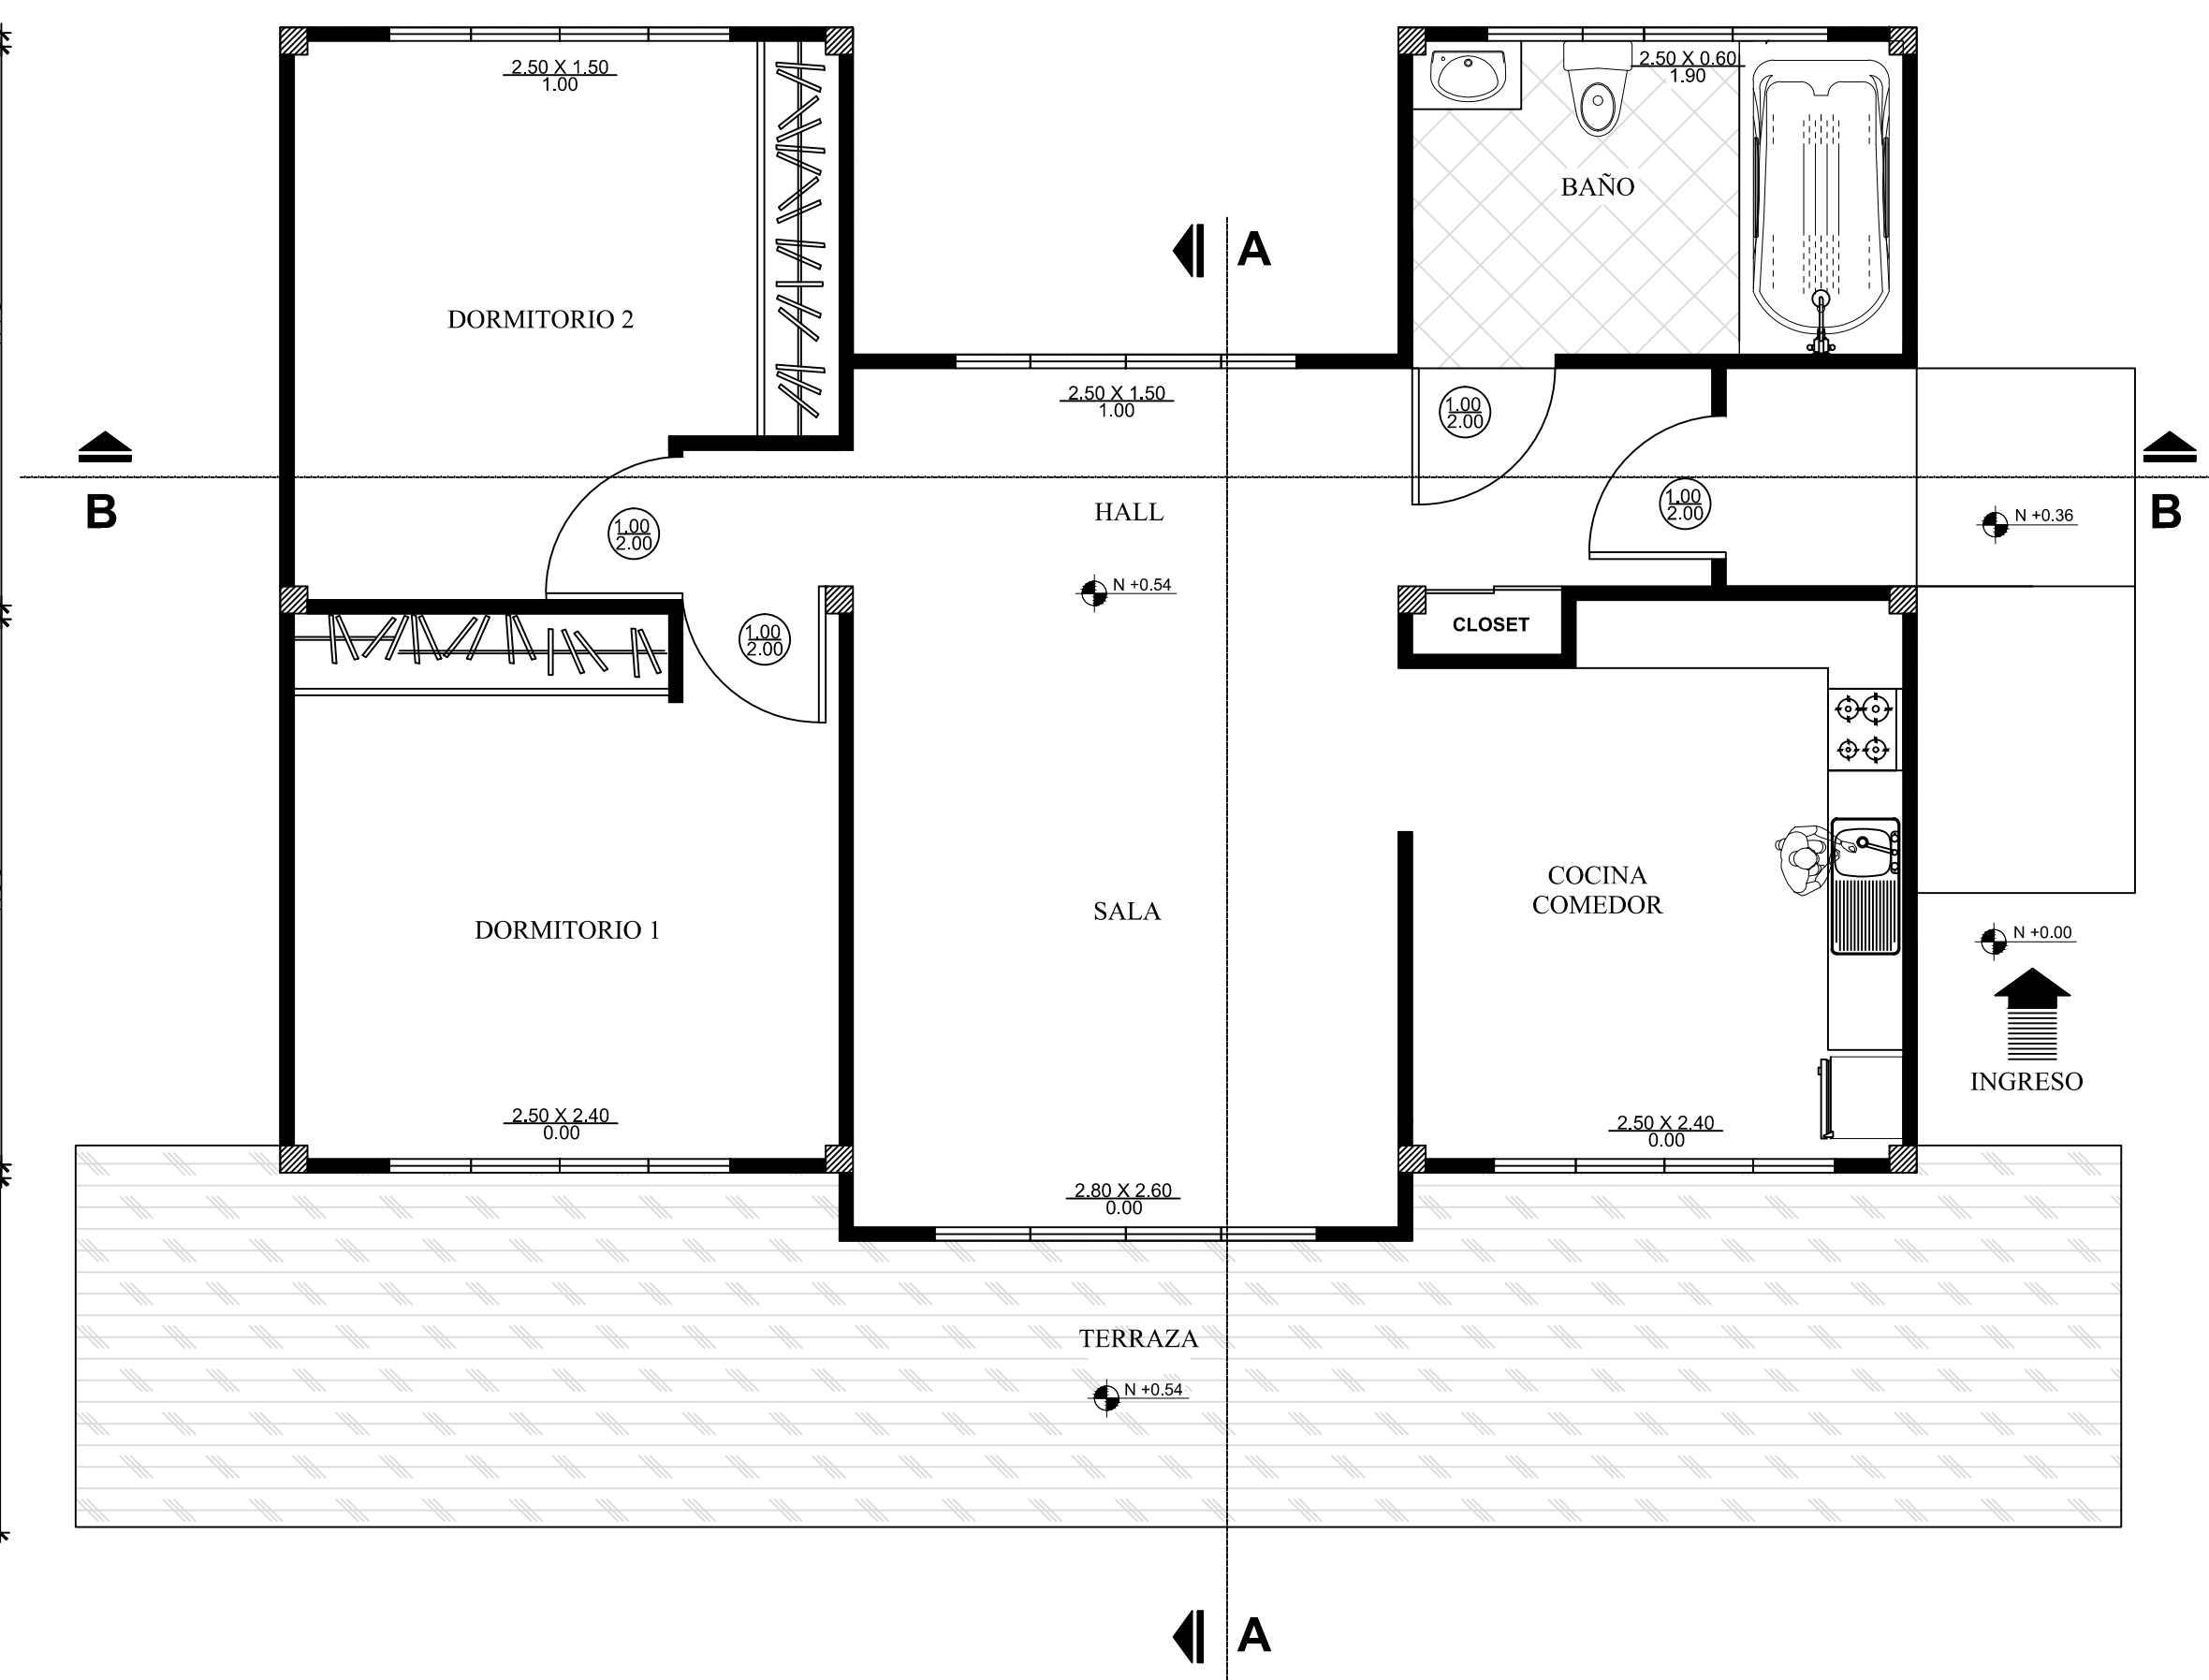 2.50 X 1.50
1.00
2.50 X 0.60
1.90
BAÑO
A
DORMITORIO 2
2.50 X 1.50
1.00
1.00
2.00
B
HALL
1.00
2.00
1.00
2.00
N +0.36
B
N +0.54
1.00
2.00
CLOSET
COCINA
COMEDOR
SALA
DORMITORIO 1
N +0.00
INGRESO
2.50 X 2.40
0.00
2.50 X 2.40
0.00
2.80 X 2.60
0.00
TERRAZA
N +0.54
A